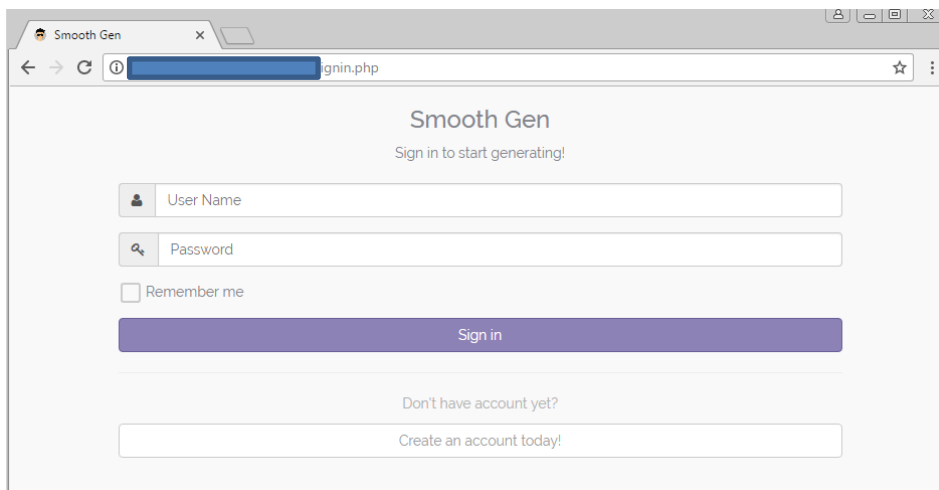 Smooth Gen
ignin.php
Smooth Gen
Sign in to start generating!
User Name
Password
Remember me
Sign in
Don't have account yet?
Create an account today!